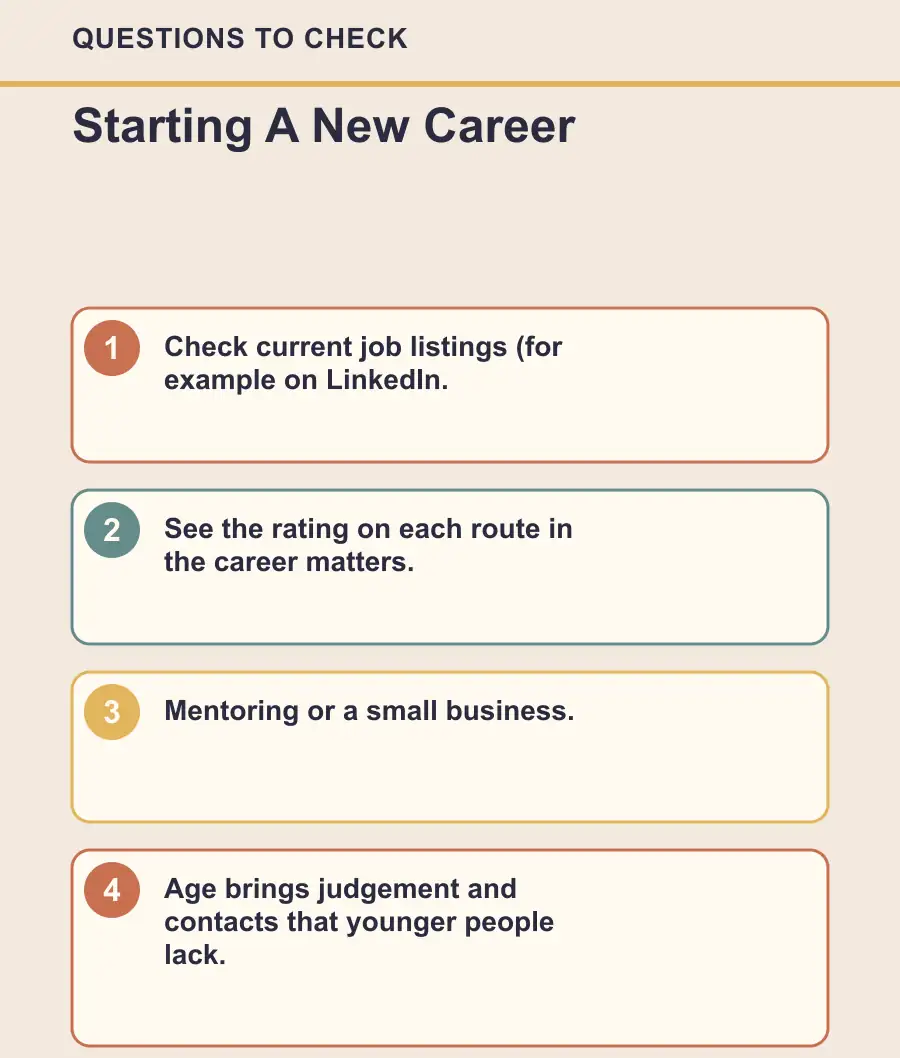 QUESTIONS TO CHECK
Starting A New Career
1
Check current job listings (for
example on LinkedIn.
2
See the rating on each route in
the career matters.
3
Mentoring or a small business.
4
Age brings judgement and
contacts that younger people
lack.